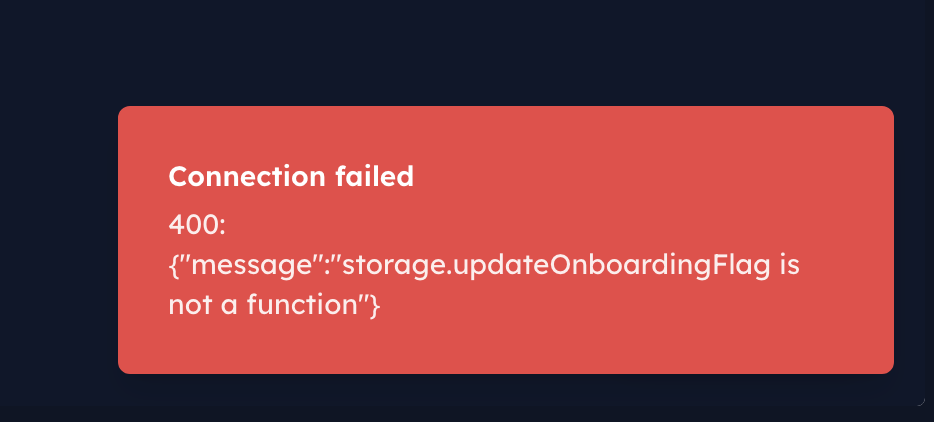 Connection failed
400:
{"message":"storage.updateOnboardingFlag is
not a function"}